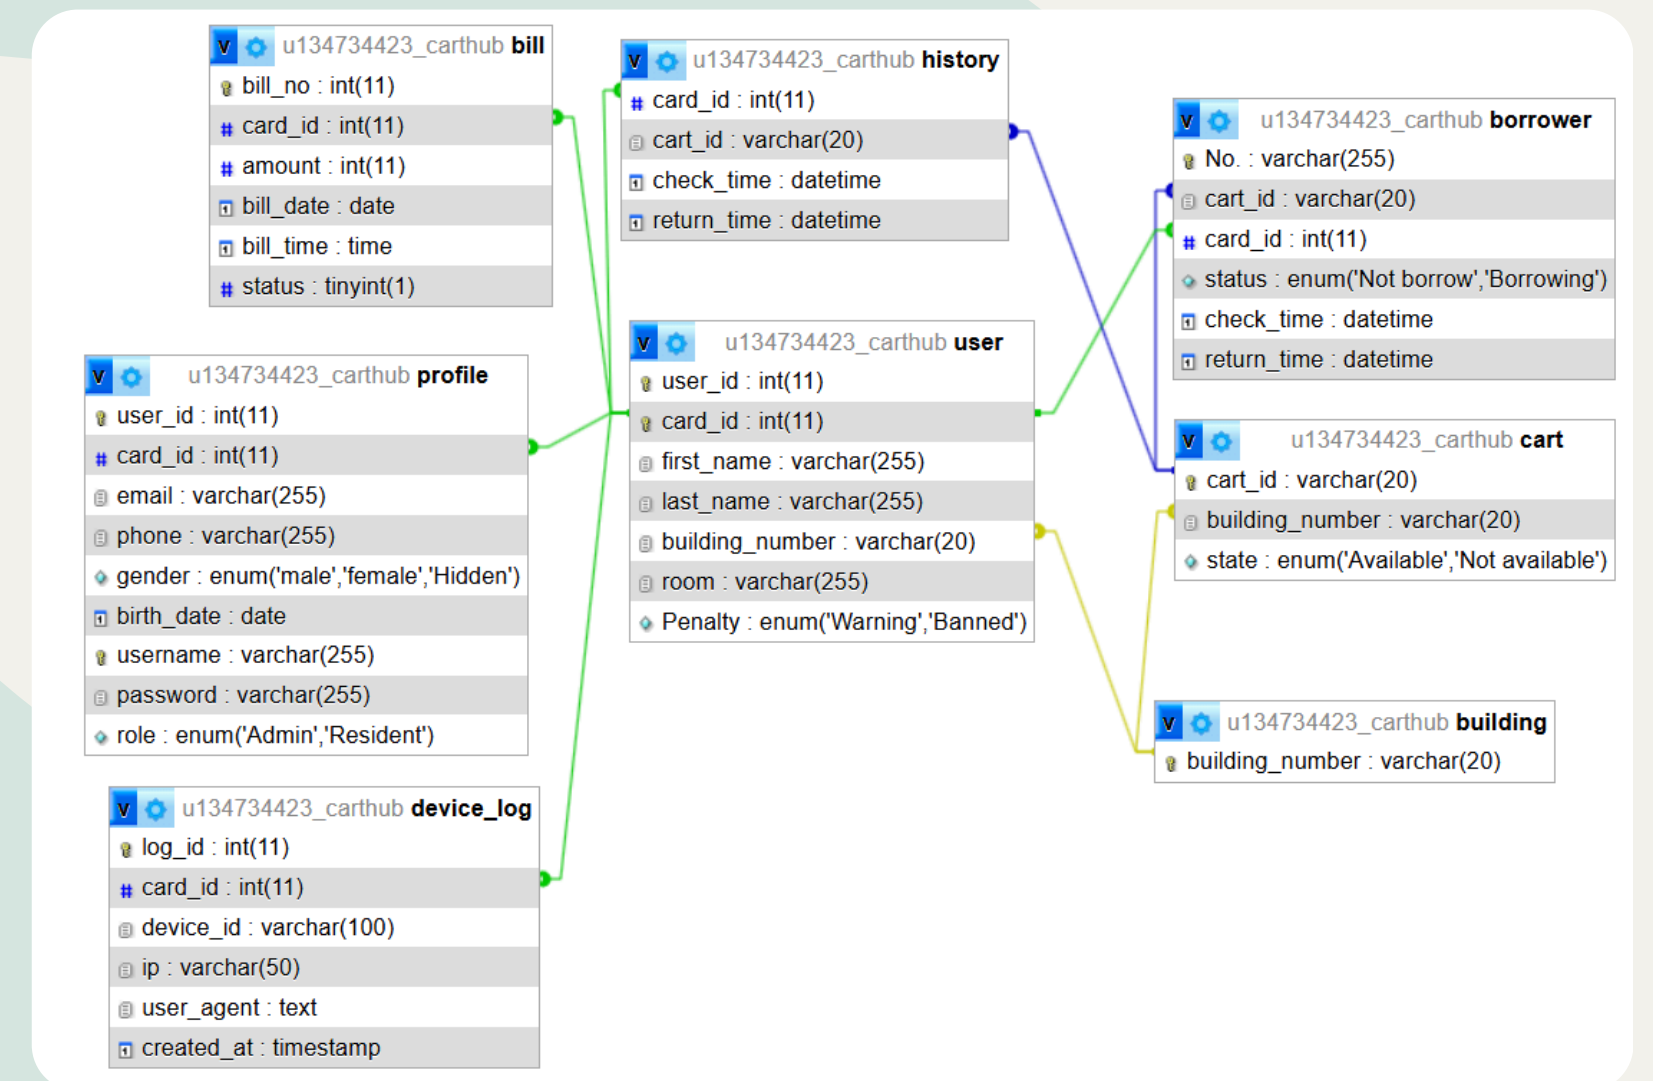 u134734423_carthub bill
bill_no : int(11)
card_id : int(11)
amount : int(11)
bill_date : date
bill_time : time
status : tinyint(1)
u134734423_carthub history
card_id : int(11)
cart_id : varchar(20)
check_time : datetime
return_time : datetime
u134734423_carthub borrower
No. : varchar(255)
cart_id : varchar(20)
card_id : int(11)
status : enum('Not borrow','Borrowing')
check_time : datetime
return_time : datetime
u134734423_carthub profile
user_id : int(11)
card_id : int(11)
email : varchar(255)
phone : varchar(255)
gender : enum('male','female','Hidden')
birth_date : date
username : varchar(255)
password : varchar(255)
role : enum('Admin','Resident')
u134734423_carthub user
user_id : int(11)
card_id : int(11)
first_name : varchar(255)
last_name : varchar(255)
building_number : varchar(20)
room : varchar(255)
Penalty : enum('Warning','Banned')
u134734423_carthub cart
cart_id : varchar(20)
building_number : varchar(20)
state : enum('Available','Not available')
u134734423_carthub building
building_number : varchar(20)
u134734423_carthub device_log
log_id : int(11)
card_id : int(11)
device_id : varchar(100)
ip : varchar(50)
user_agent : text
created_at : timestamp